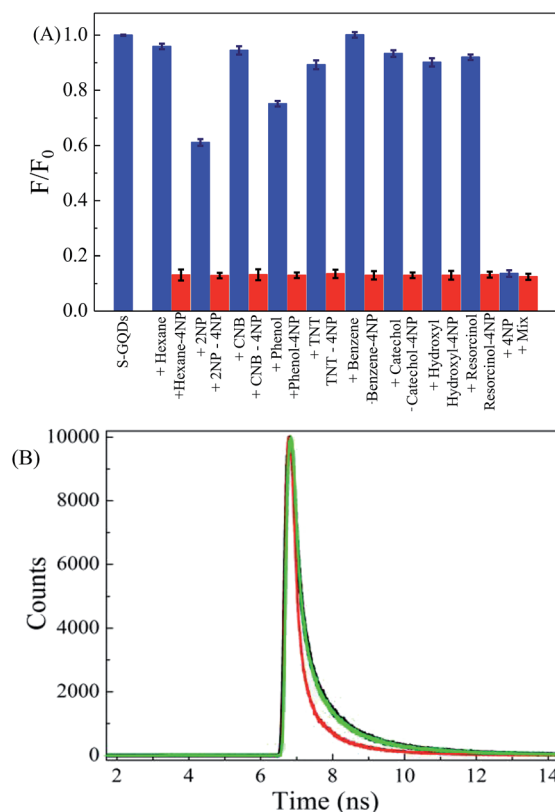 (A)
F/F0
1.0
0.8
0.6
0.4
0.2
0.0
S-GQDs
+ Hexane
+Hexane-4NP
+ 2NP
+ 2NP - 4NP
+ CNB
+ CNB - 4NP
+ Phenol
+Phenol-4NP
+ TNT
TNT - 4NP
+ Benzene
-Benzene-4NP
+ Catechol
-Catechol-4NP
+ Hydroxyl
Hydroxyl-4NP
+ Resorcinol
Resorcinol-4NP
+ 4NP
+ Mix
(B)
Counts
10000
8000
6000
4000
2000
0
2 4 6 8 10 12 14
Time (ns)